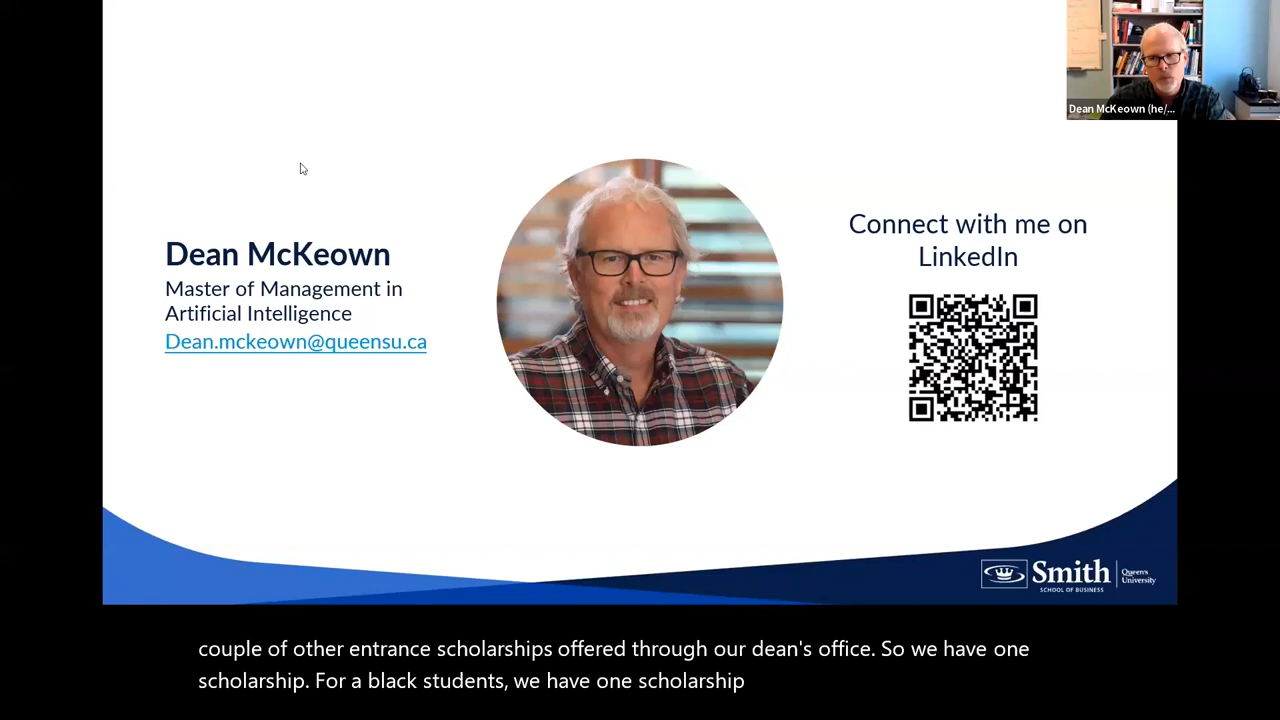 Dean McKeown (he/...
Dean McKeown
Master of Management in
Artificial Intelligence
Dean.mckeown@queensu.ca
Connect with me on
LinkedIn
Smith
SCHOOL OF BUSINESS
Queen's
University
couple of other entrance scholarships offered through our dean's office. So we have one
scholarship. For a black students, we have one scholarship